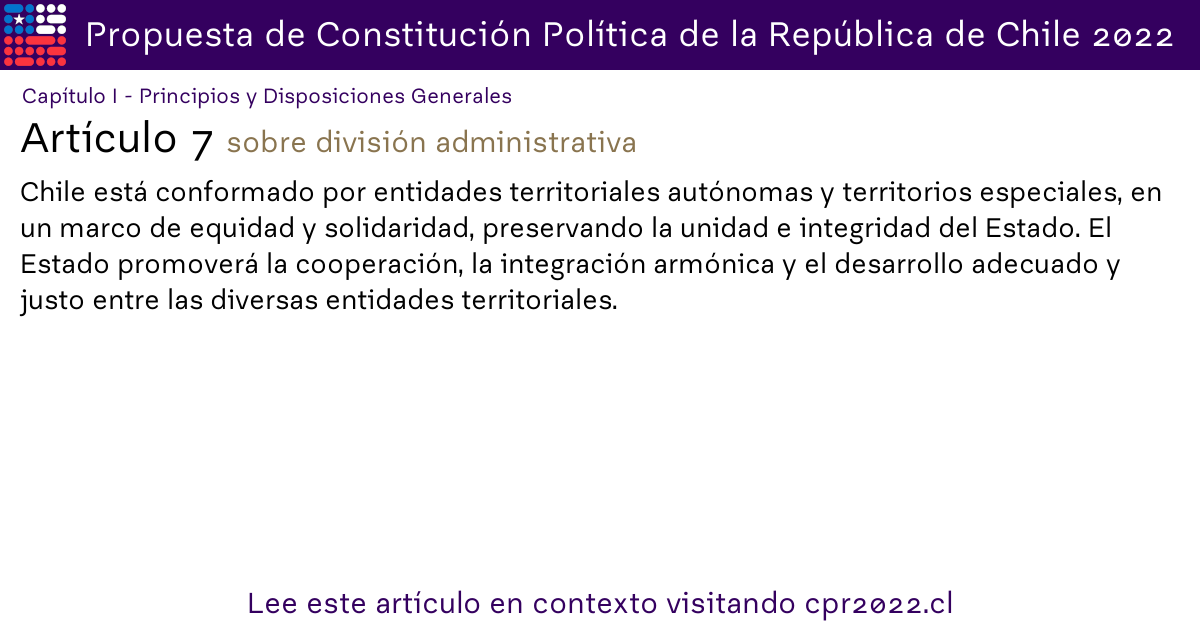 Propuesta de Constitución Política de la República de Chile 2022
Capítulo I - Principios y Disposiciones Generales
Artículo 7 sobre división administrativa
Chile está conformado por entidades territoriales autónomas y territorios especiales, en
un marco de equidad y solidaridad, preservando la unidad e integridad del Estado. El
Estado promoverá la cooperación, la integración armónica y el desarrollo adecuado y
justo entre las diversas entidades territoriales.
Lee este artículo en contexto visitando cpr2022.cl